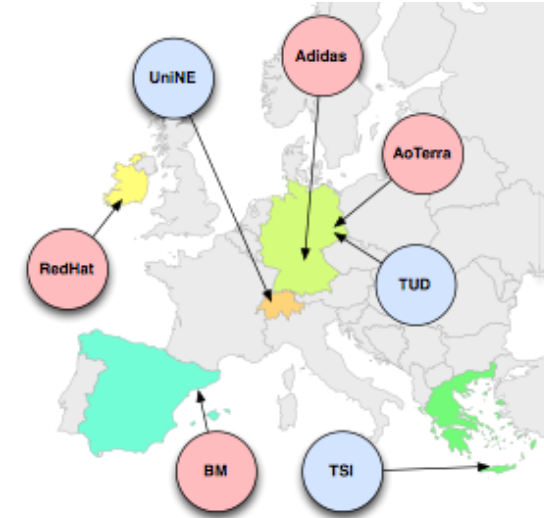 Adidas
UniNE
AoTerra
RedHat
TUD
BM
TSI